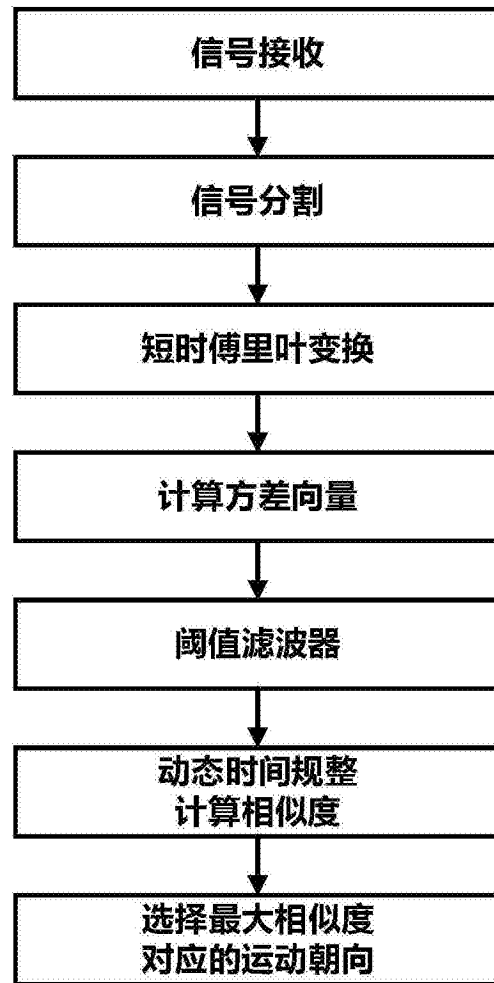 信号接收
信号分割
短时傅里叶变换
计算方差向量
阈值滤波器
动态时间规整
计算相似度
选择最大相似度
对应的运动朝向